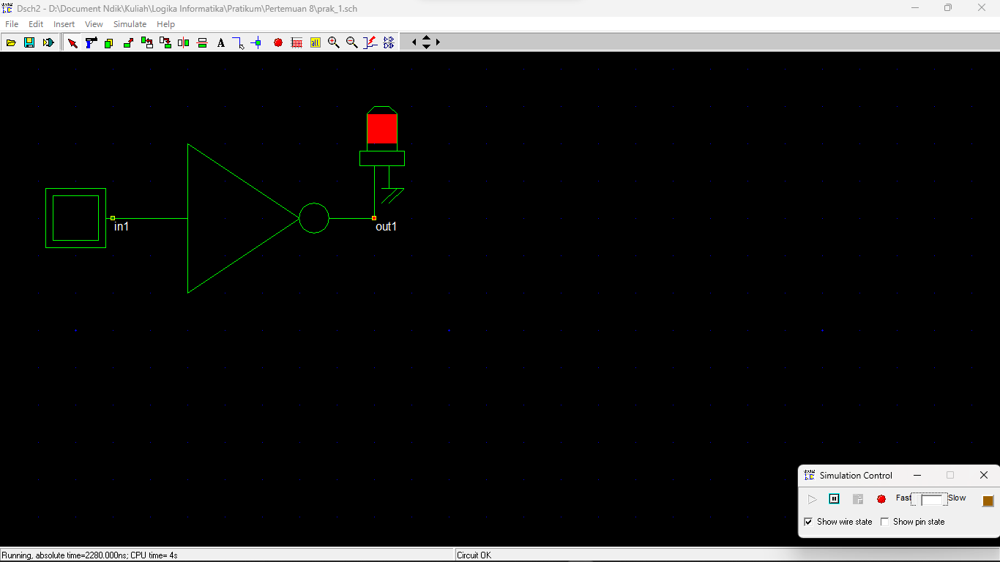 Dsch2 - D:\Document Ndik\Kuliah\Logika Informatika\Pratikum\Pertemuan 8\prak_1.sch
File Edit Insert View Simulate Help
A
in1
out1
Simulation Control
Fast Slow
Show wire state Show pin state
Running, absolute time=2280.000ns; CPU time= 4s Circuit OK